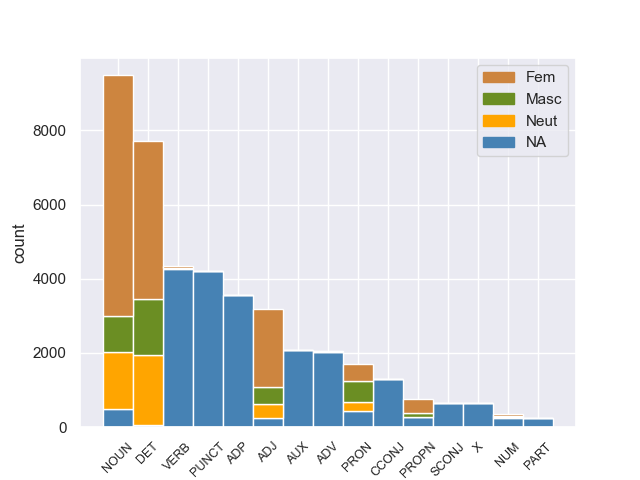 Fem
Masc
Neut
NA
8000
6000
4000
2000
0
count
NOUN
DET
VERB
PUNCT
ADP
ADJ
AUX
ADV
PRON
CCONJ
PROPN
SCONJ
X
NUM
PART